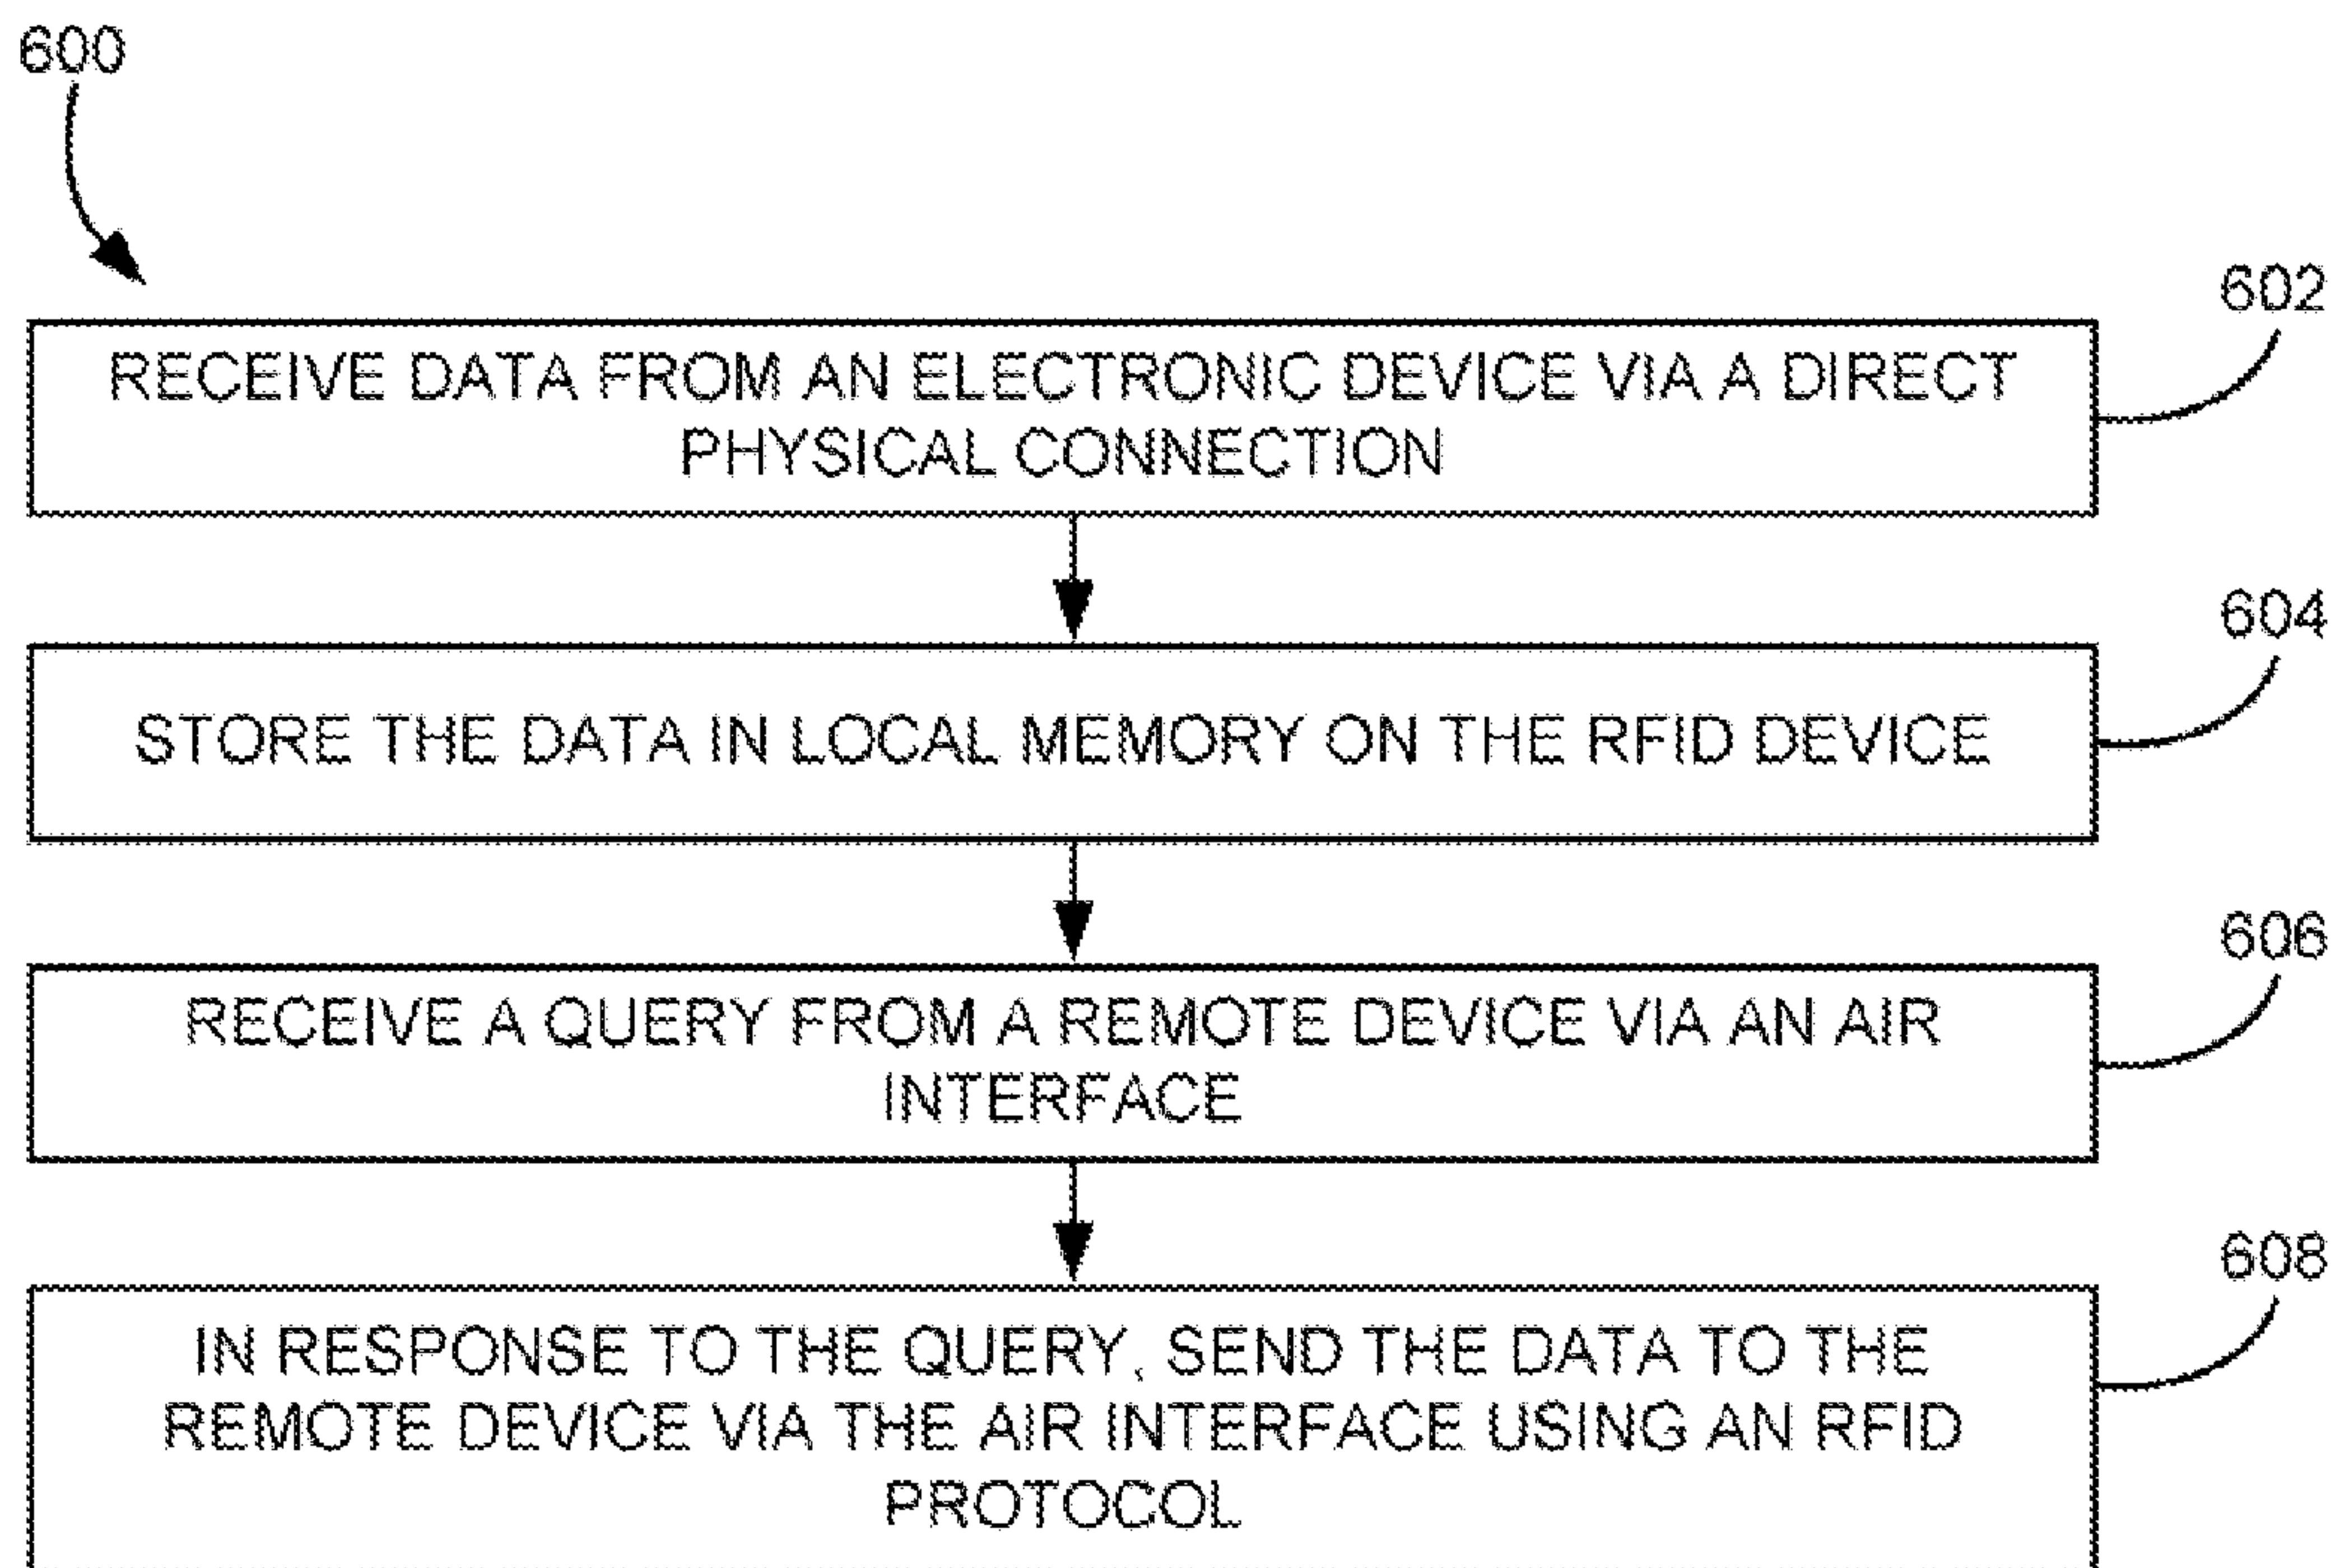 600
602
RECEIVE DATA FROM AN ELECTRONIC DEVICE VIA A DIRECT
PHYSICAL CONNECTION
604
STORE THE DATA IN LOCAL MEMORY ON THE RFID DEVICE
606
RECEIVE A QUERY FROM A REMOTE DEVICE VIA AN AIR
INTERFACE
608
IN RESPONSE TO THE QUERY, SEND THE DATA TO THE
REMOTE DEVICE VIA THE AIR INTERFACE USING AN RFID
PROTOCOL